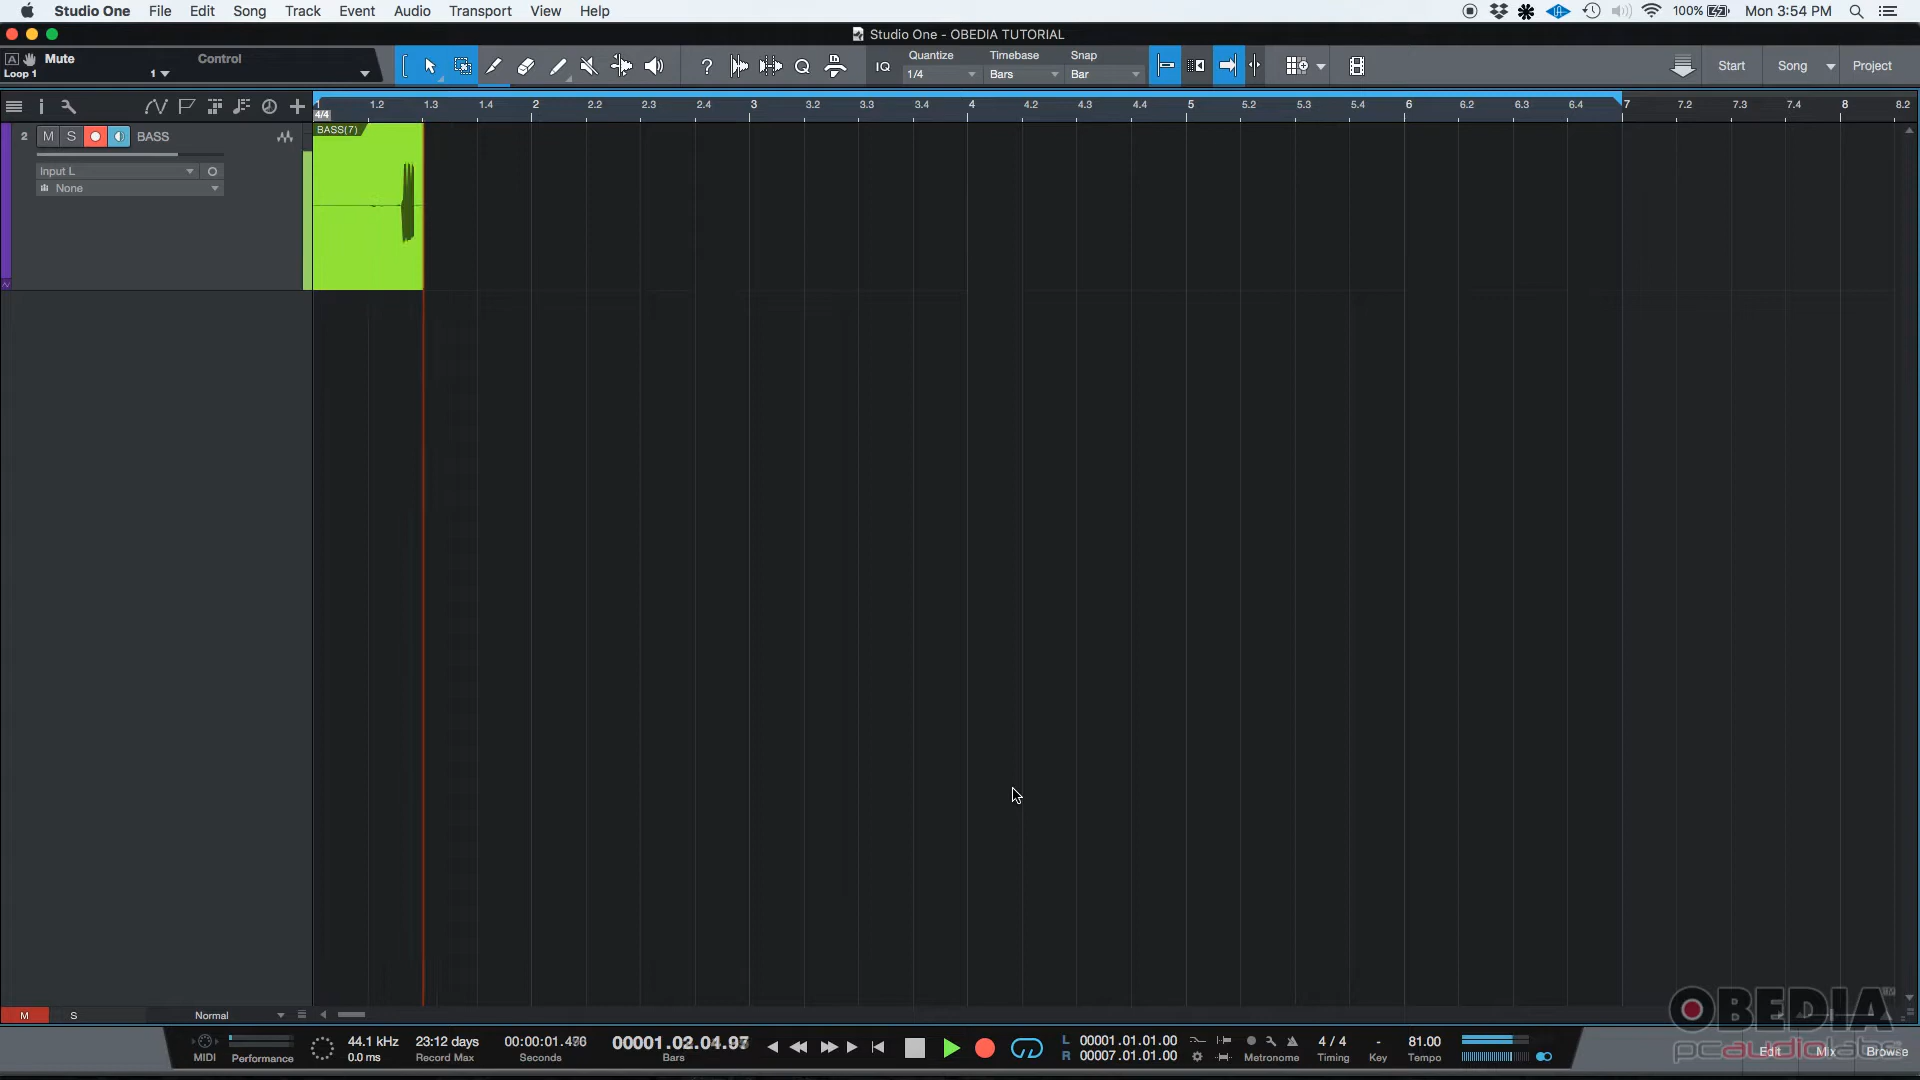 Studio One File Edit Song Track Event Audio Transport View Help 100% Mon 3:54 PM
Studio One - OBEDIA TUTORIAL
A Mute Control
Loop 1 1
? Q IQ Quantize Timebase Snap Start Song Project
1/4 Bars Bar
1 1.2 1.3 1.4 2 2.2 2.3 2.4 3 3.2 3.3 3.4 4 4.2 4.3 4.4 5 5.2 5.3 5.4 6 6.2 6.3 6.4 7 7.2 7.3 7.4 8 8.2
4/4
2 M S BASS
BASS(7)
Input L
None
M S Normal
OBEDIA
pcaudiolabs
MIDI Performance
44.1 kHz 23:12 days 00:00:01.476 00001.02.04.97 L 00001.01.01.00 4 / 4 - 81.00
0.0 ms Record Max Seconds Bars R 00007.01.01.00 Metronome Timing Key Tempo
Edit Mix Browse